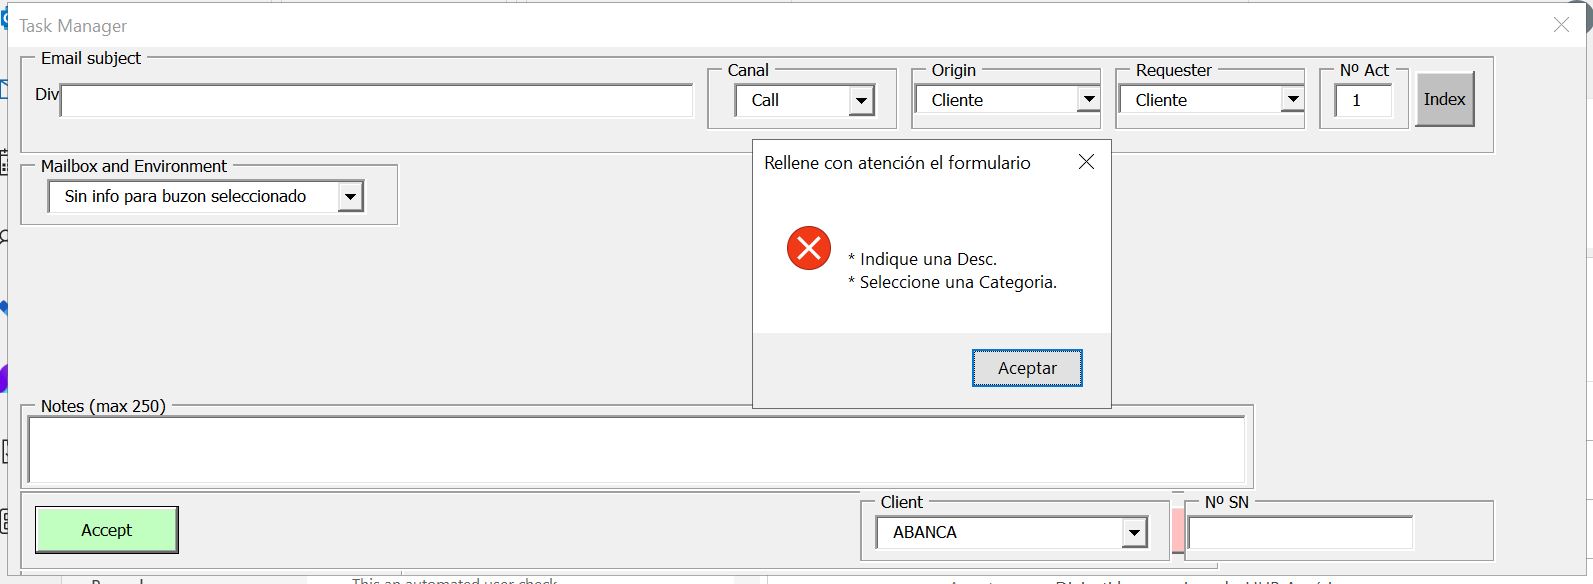 Task Manager
Email subject
Div
Canal
Call
Origin
Cliente
Requester
Cliente
Nº Act
1
Index
Mailbox and Environment
Sin info para buzon seleccionado
Rellene con atención el formulario
* Indique una Desc.
* Seleccione una Categoria.
Aceptar
Notes (max 250)
Accept
Client
ABANCA
Nº SN
This an automated user check